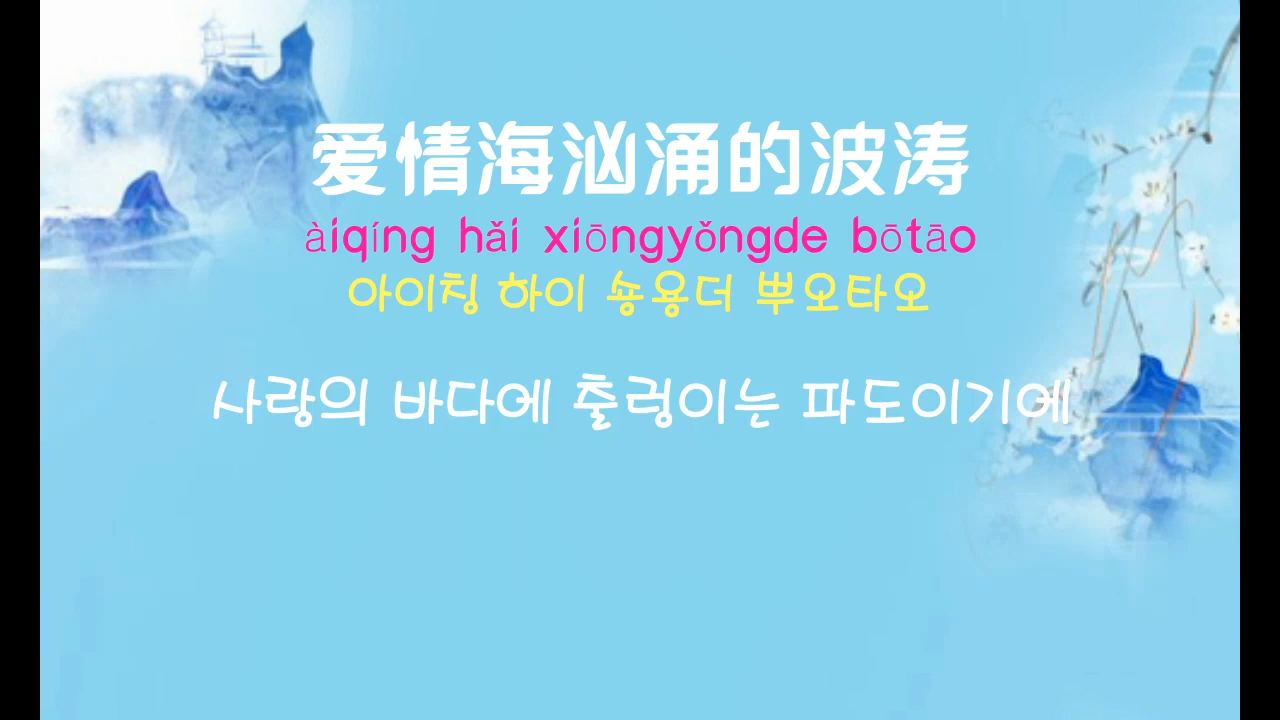 爱情海汹涌的波涛
àiqíng hǎi xiōngyǒngde bōtāo
아이칭 하이 숑용더 뿌오타오
사랑의 바다에 출렁이는 파도이기에